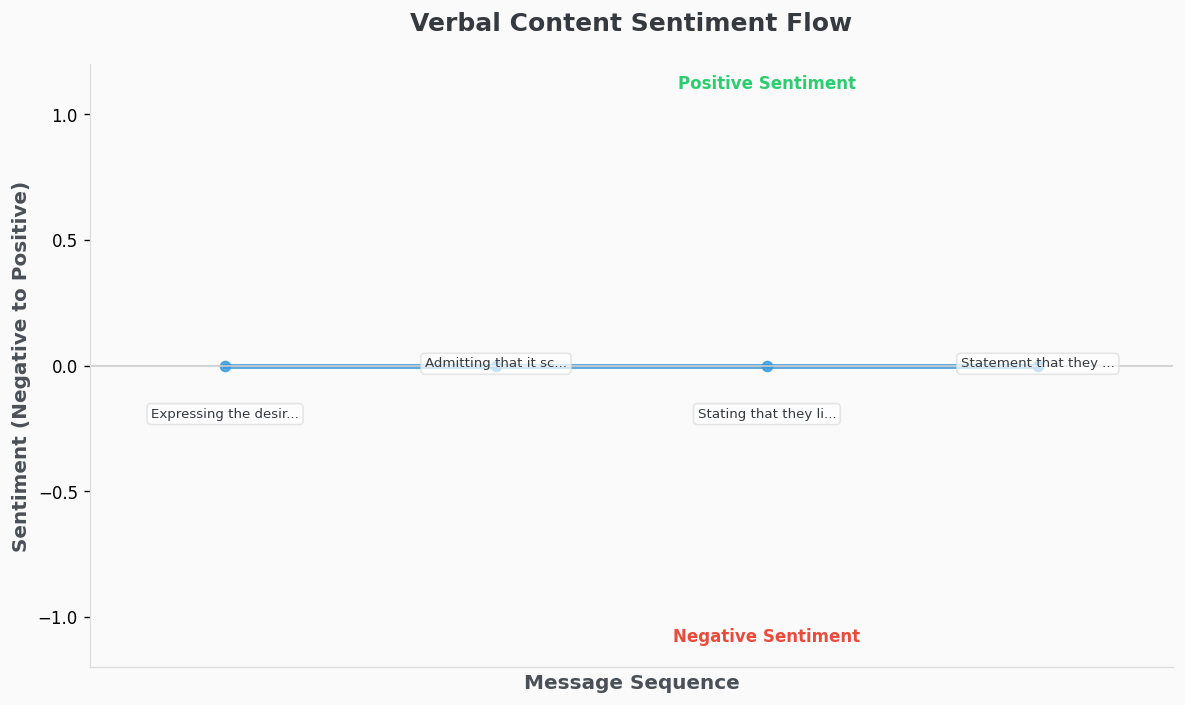 Verbal Content Sentiment Flow
Positive Sentiment
1.0
0.5
0.0
−0.5
−1.0
Sentiment (Negative to Positive)
Admitting that it sc...
Statement that they ...
Expressing the desir...
Stating that they li...
Negative Sentiment
Message Sequence